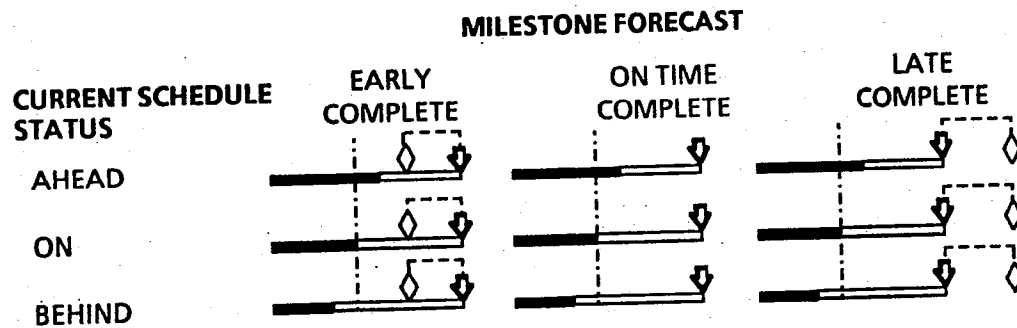 MILESTONE FORECAST
CURRENT SCHEDULE
STATUS
EARLY
COMPLETE
ON TIME
COMPLETE
LATE
COMPLETE
AHEAD
ON
BEHIND